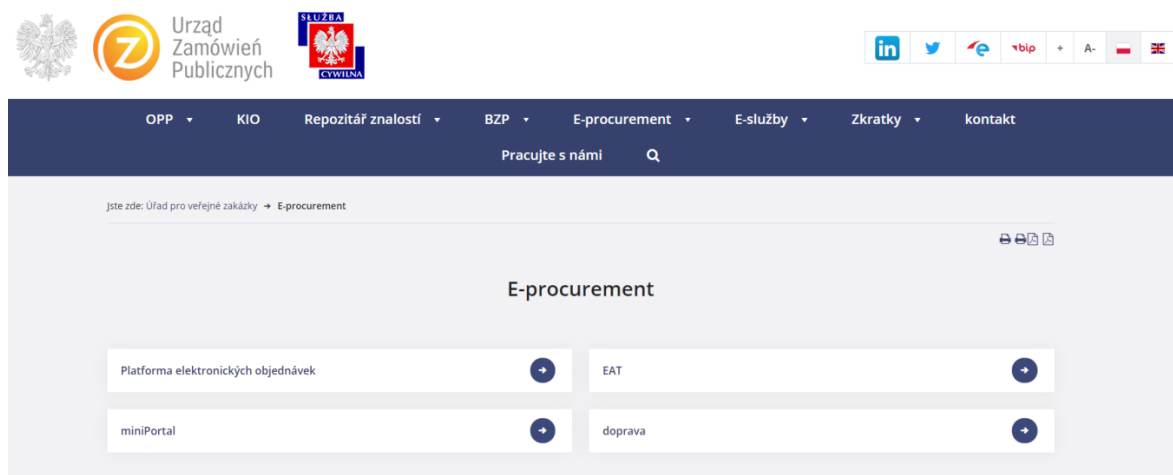 Urząd
Zamówień
Publicznych
SŁUŻBA
CYWILNA
in
bip
+
A-
OPP KIO Repozitář znalostí BZP E-procurement E-služby Zkratky kontakt
Pracujte s námi
Jste zde: Úřad pro veřejné zakázky → E-procurement
E-procurement
Platforma elektronických objednávek
EAT
miniPortal
doprava